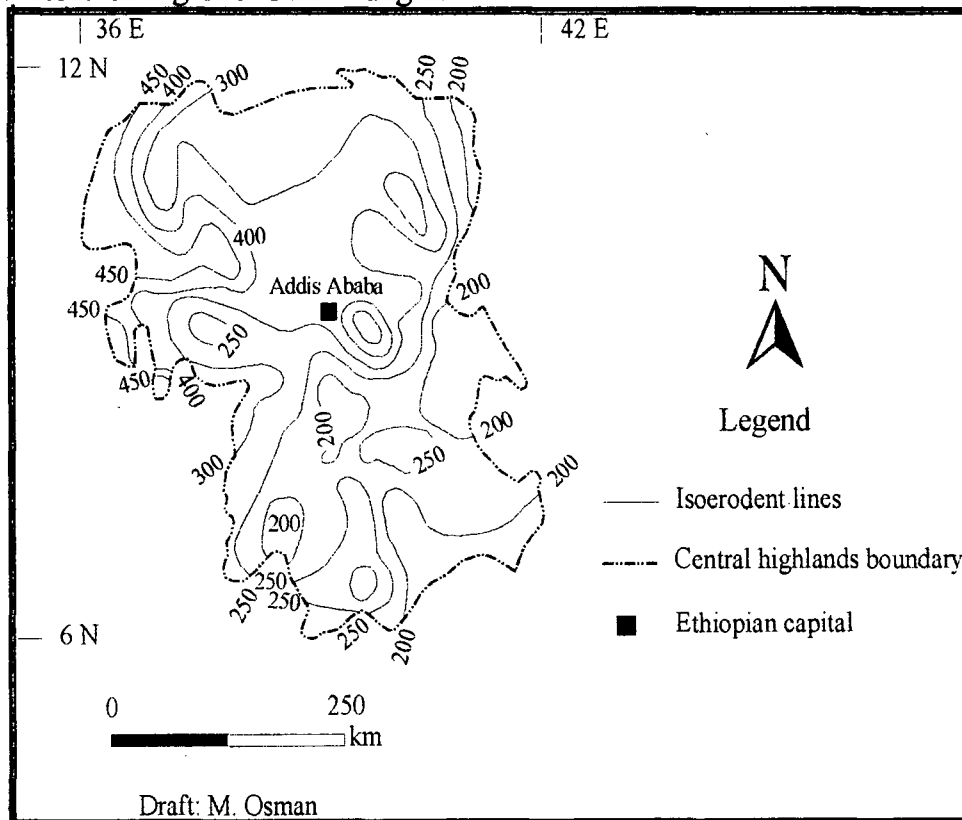 36 E
42 E
12 N
450
400
300
250
200
400
450
Addis Ababa
200
450
250
450
400
200
250
200
300
200
200
250
250
250
250
200
6 N
N
Legend
Isoerodent lines
Central highlands boundary
Ethiopian capital
0 250
km
Draft: M. Osman